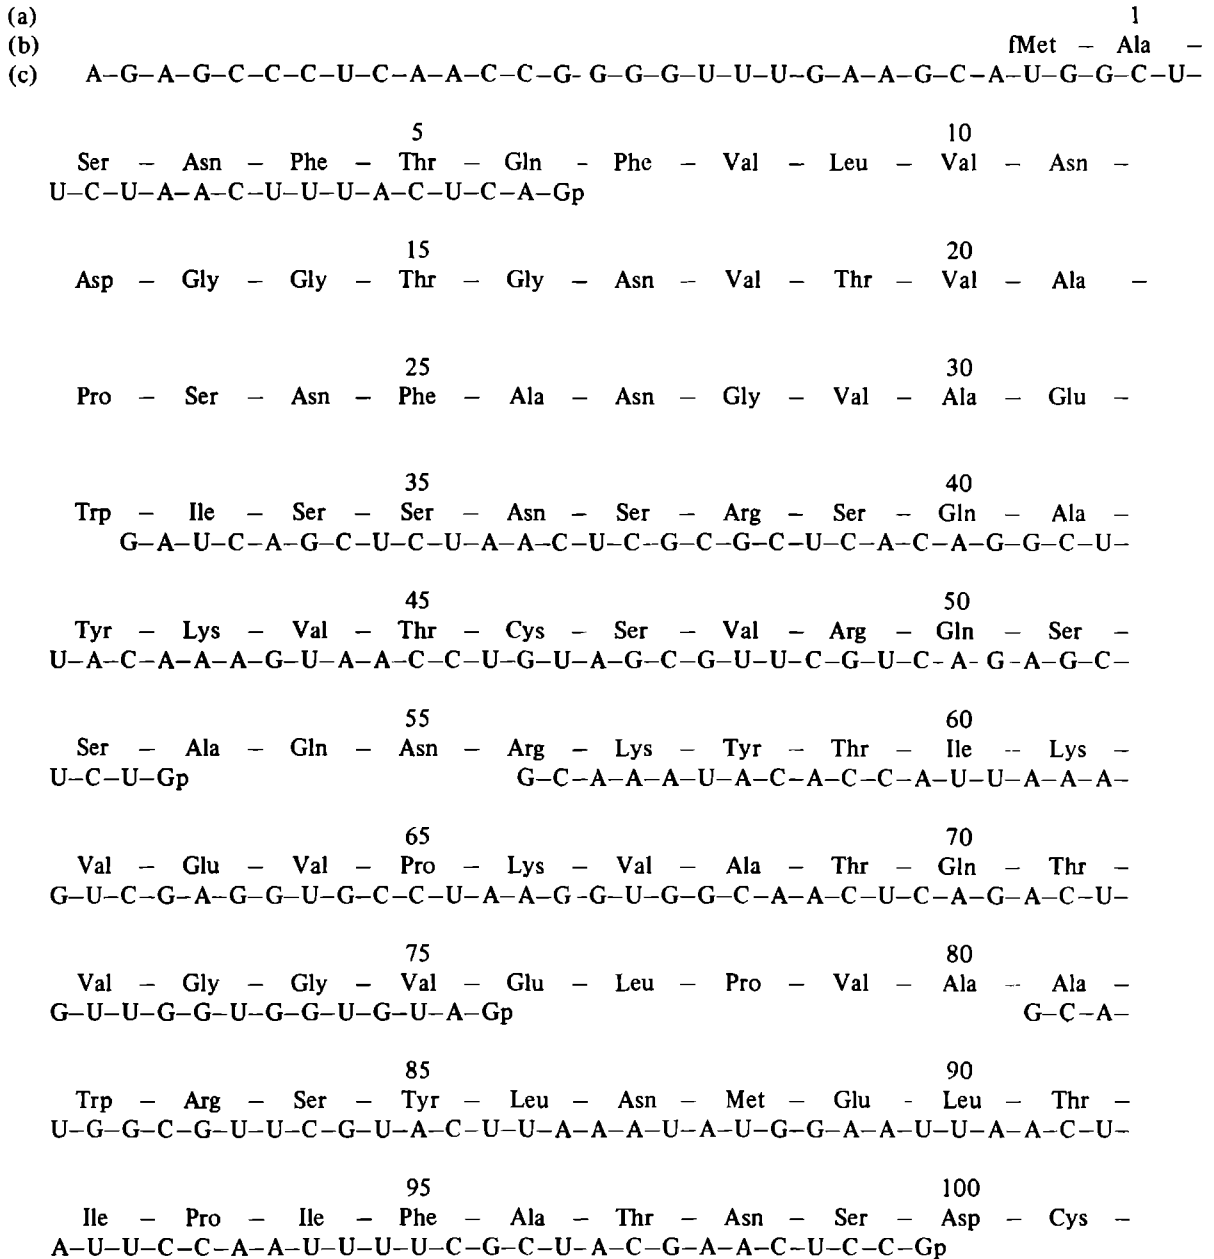 (a) 1
(b) fMet – Ala –
(c) A–G–A–G–C–C–C–U–C–A–A–C–C–G–G–G–G–U–U–U–G–A–A–G–C–A–U–G–G–C–U–
5 10
Ser – Asn – Phe – Thr – Gln – Phe – Val – Leu – Val – Asn –
U–C–U–A–A–C–U–U–U–A–C–U–C–A–Gp
15 20
Asp – Gly – Gly – Thr – Gly – Asn – Val – Thr – Val – Ala –
25 30
Pro – Ser – Asn – Phe – Ala – Asn – Gly – Val – Ala – Glu –
35 40
Trp – Ile – Ser – Ser – Asn – Ser – Arg – Ser – Gln – Ala –
G–A–U–C–A–G–C–U–C–U–A–A–C–U–C–G–C–G–C–U–C–A–C–A–G–G–C–U–
45 50
Tyr – Lys – Val – Thr – Cys – Ser – Val – Arg – Gln – Ser –
U–A–C–A–A–A–G–U–A–A–C–C–U–G–U–A–G–C–G–U–U–C–G–U–C–A–G–A–G–C–
55 60
Ser – Ala – Gln – Asn – Arg – Lys – Tyr – Thr – Ile – Lys –
U–C–U–Gp G–C–A–A–A–U–A–C–A–C–C–A–U–U–A–A–A–
65 70
Val – Glu – Val – Pro – Lys – Val – Ala – Thr – Gln – Thr –
G–U–C–G–A–G–G–U–G–C–C–U–A–A–G–G–U–G–G–C–A–A–C–U–C–A–G–A–C–U–
75 80
Val – Gly – Gly – Val – Glu – Leu – Pro – Val – Ala – Ala –
G–U–U–G–G–U–G–G–U–G–U–A–Gp G–C–A–
85 90
Trp – Arg – Ser – Tyr – Leu – Asn – Met – Glu – Leu – Thr –
U–G–G–C–G–U–U–C–G–U–A–C–U–U–A–A–A–U–A–U–G–G–A–A–U–U–A–A–C–U–
95 100
Ile – Pro – Ile – Phe – Ala – Thr – Asn – Ser – Asp – Cys –
A–U–U–C–C–A–A–U–U–U–U–C–G–C–U–A–C–G–A–A–C–U–C–C–Gp